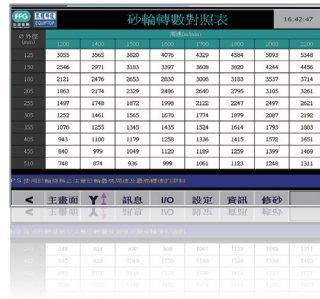 FFG
EQUIPTOP
砂輪轉數對照表
16:42:47
Ø 外徑 (mm)
周速(m/min)
1200 1400 1500 1600 1700 1800 2000 2200
125 3055 3565 3820 4076 4329 4584 5093 5348
150 2546 2971 3183 3397 3608 3820 4244 4456
180 2121 2476 2653 2830 3006 3183 3537 3714
205 1863 2174 2329 2486 2640 2795 3105 3261
255 1497 1748 1872 1998 2122 2247 2497 2621
305 1252 1461 1565 1670 1774 1879 2087 2192
355 1076 1255 1345 1435 1524 1614 1793 1883
405 943 1100 1179 1258 1336 1415 1572 1651
455 840 979 1049 1120 1189 1259 1399 1469
510 748 874 936 999 1061 1123 1248 1311
< 主畫面 Y 訊息 I/O 設定 資訊 修砂